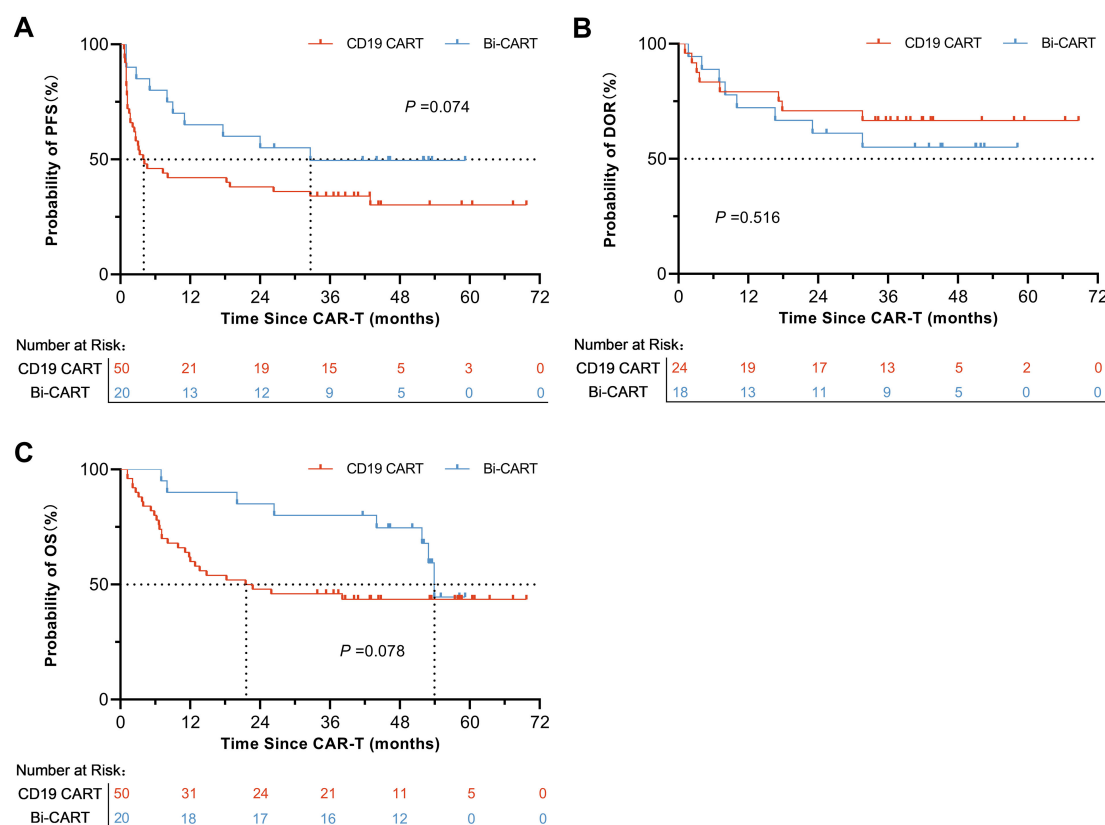 A
CD19 CART
Bi-CART
Probability of PFS(%)
100
50
0
P =0.074
0 12 24 36 48 60 72
Time Since CAR-T (months)
Number at Risk:
CD19 CART 50 21 19 15 5 3 0
Bi-CART 20 13 12 9 5 0 0
B
CD19 CART
Bi-CART
Probability of DOR(%)
100
50
0
P =0.516
0 12 24 36 48 60 72
Time Since CAR-T (months)
Number at Risk:
CD19 CART 24 19 17 13 5 2 0
Bi-CART 18 13 11 9 5 0 0
C
CD19 CART
Bi-CART
Probability of OS(%)
100
50
0
P =0.078
0 12 24 36 48 60 72
Time Since CAR-T (months)
Number at Risk:
CD19 CART 50 31 24 21 11 5 0
Bi-CART 20 18 17 16 12 0 0